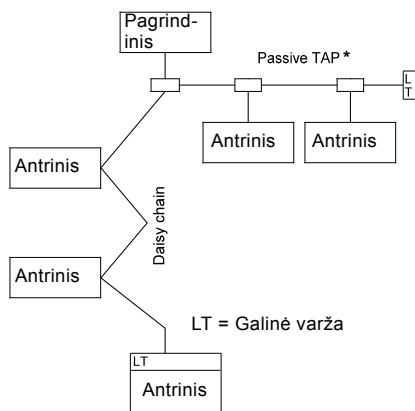 Pagrind-
inis
Passive TAP *
L
T
Antrinis
Antrinis
Antrinis
Daisy chain
Antrinis
LT = Galinė varža
LT
Antrinis